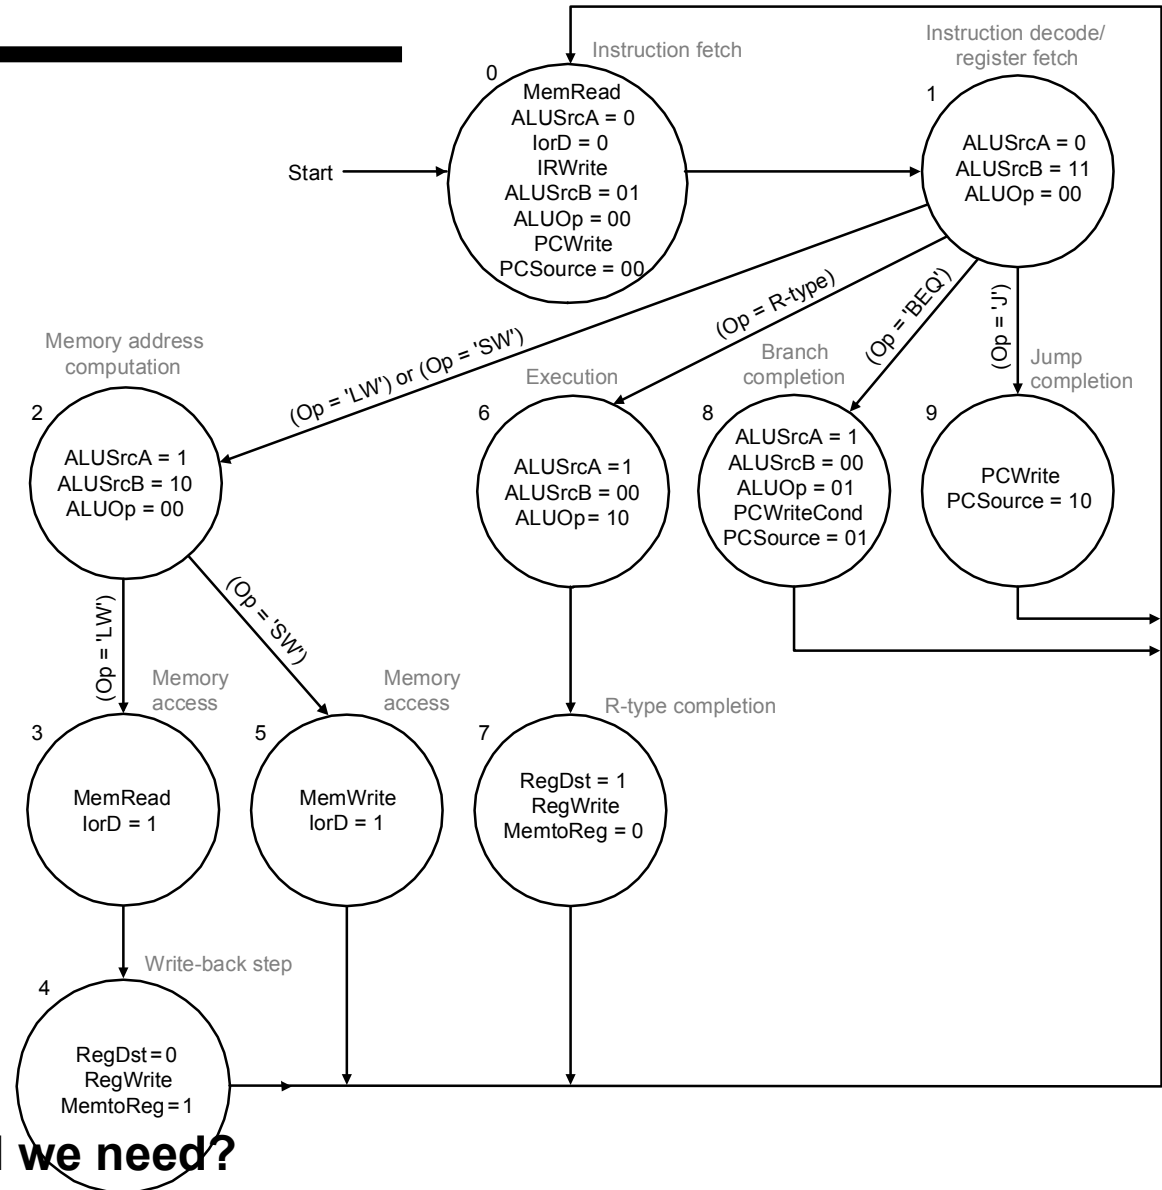 Instruction fetch
Instruction decode/
register fetch
0
MemRead
ALUSrcA = 0
IorD = 0
IRWrite
ALUSrcB = 01
ALUOp = 00
PCWrite
PCSource = 00
1
ALUSrcA = 0
ALUSrcB = 11
ALUOp = 00
Start
(Op = 'LW') or (Op = 'SW')
(Op = R-type)
(Op = 'BEQ')
(Op = 'J')
Memory address
computation
2
ALUSrcA = 1
ALUSrcB = 10
ALUOp = 00
Execution
6
ALUSrcA =1
ALUSrcB = 00
ALUOp= 10
Branch
completion
8
ALUSrcA = 1
ALUSrcB = 00
ALUOp = 01
PCWriteCond
PCSource = 01
Jump
completion
9
PCWrite
PCSource = 10
(Op = 'LW')
(Op = 'SW')
Memory
access
3
MemRead
IorD = 1
Memory
access
5
MemWrite
IorD = 1
R-type completion
7
RegDst = 1
RegWrite
MemtoReg = 0
Write-back step
4
RegDst=0
RegWrite
MemtoReg=1
we need?